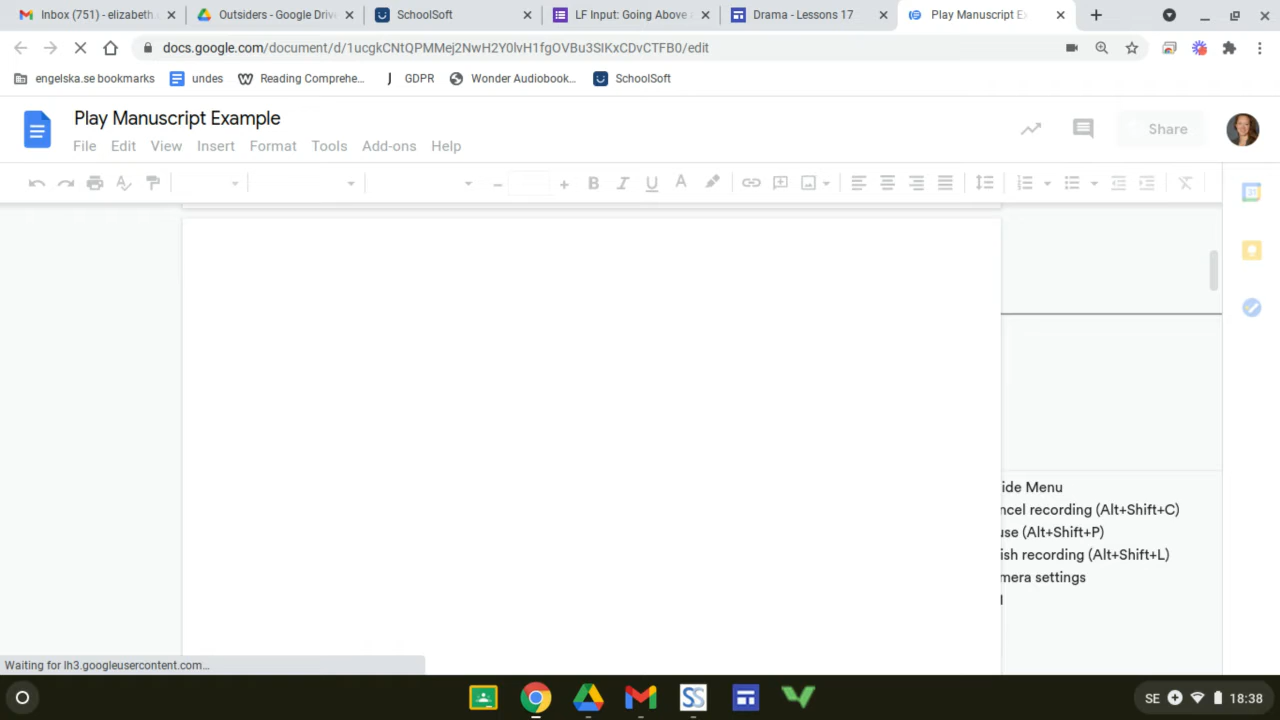 Inbox (751) - elizabeth.
Outsiders - Google Driv
SchoolSoft
LF Input: Going Above a
Drama - Lessons 17
Play Manuscript Ex
docs.google.com/document/d/1ucgkCNtQPMMej2NwH2Y0lvH1fgOVBu3SIKxCDvCTFB0/edit
engelska.se bookmarks
undes
Reading Comprehe...
GDPR
Wonder Audiobook...
SchoolSoft
Play Manuscript Example
Share
File Edit View Insert Format Tools Add-ons Help
ide Menu
ncel recording (Alt+Shift+C)
use (Alt+Shift+P)
ish recording (Alt+Shift+L)
mera settings
Waiting for lh3.googleusercontent.com...
SE 18:38